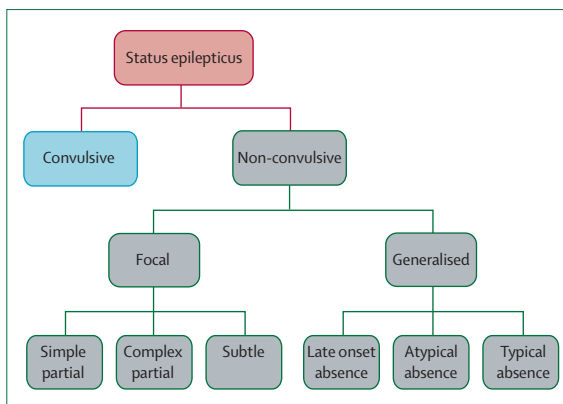 Status epilepticus
Convulsive
Non-convulsive
Focal
Generalised
Simple
partial
Complex
partial
Subtle
Late onset
absence
Atypical
absence
Typical
absence